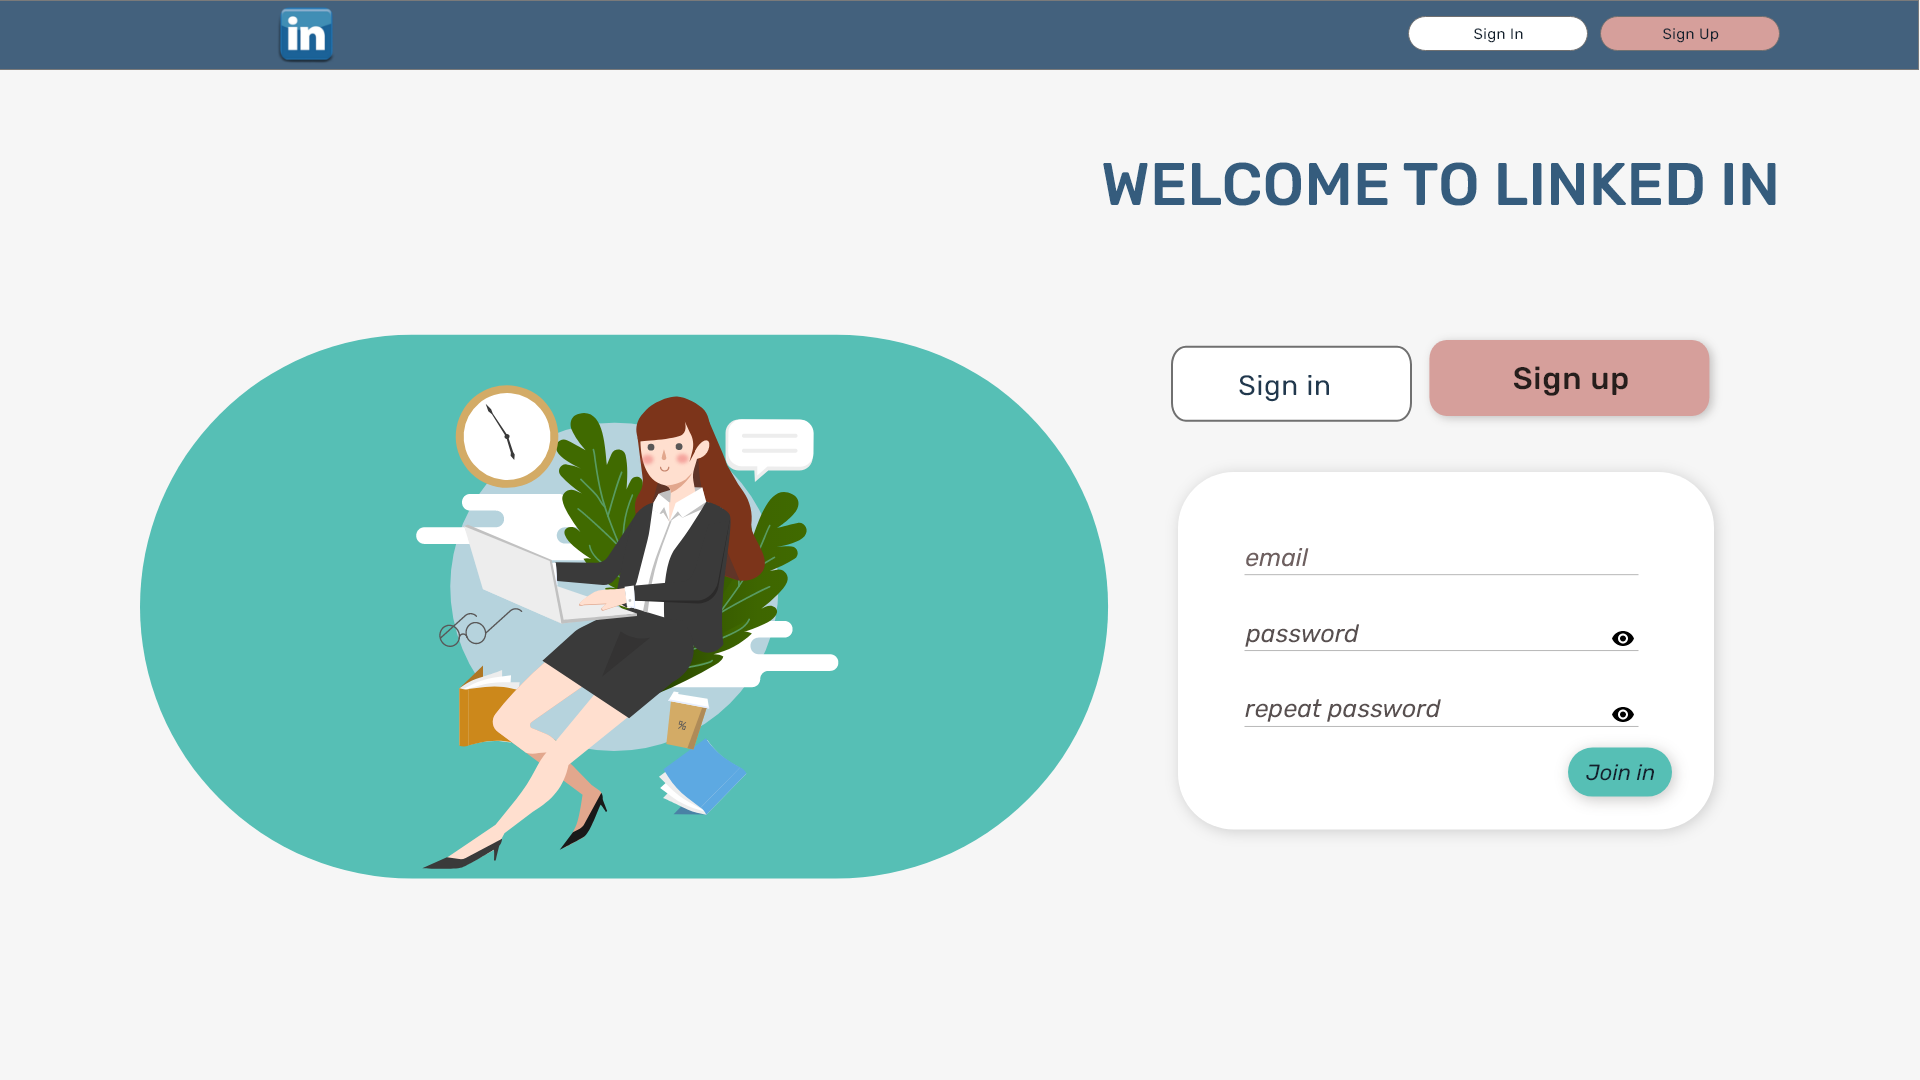 in
Sign In
Sign Up
WELCOME TO LINKED IN
Sign in
Sign up
email
password
repeat password
Join in
%